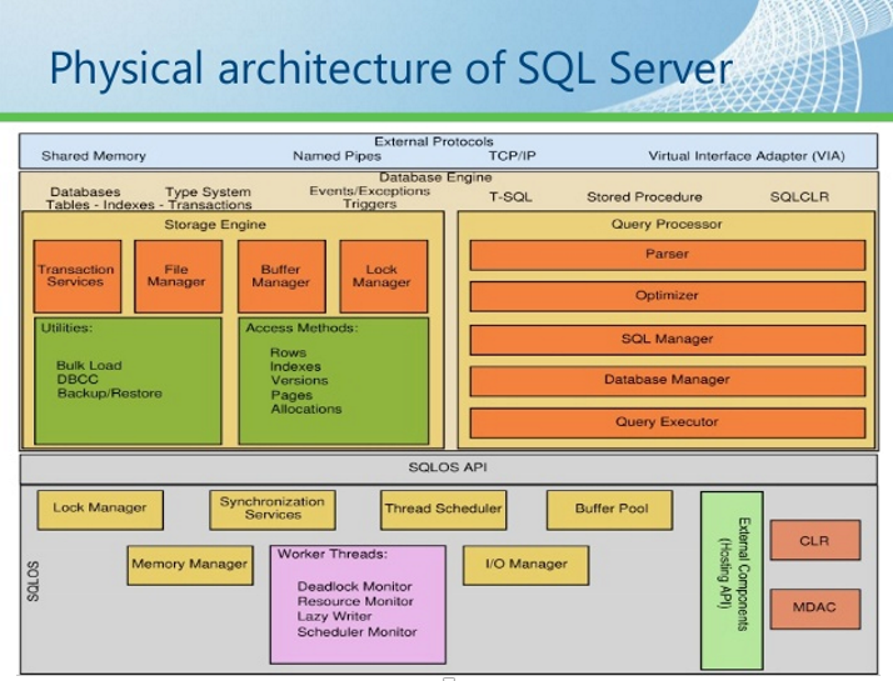 Physical architecture of SQL Server
External Protocols
Shared Memory
Named Pipes
TCP/IP
Virtual Interface Adapter (VIA)
Database Engine
Databases
Type System
Tables - Indexes - Transactions
Events/Exceptions
Triggers
T-SQL
Stored Procedure
SQLCLR
Storage Engine
Transaction
Services
File
Manager
Buffer
Manager
Lock
Manager
Utilities:
Bulk Load
DBCC
Backup/Restore
Access Methods:
Rows
Indexes
Versions
Pages
Allocations
Query Processor
Parser
Optimizer
SQL Manager
Database Manager
Query Executor
SQLOS API
SQLOS
Lock Manager
Synchronization
Services
Thread Scheduler
Buffer Pool
Memory Manager
Worker Threads:
Deadlock Monitor
Resource Monitor
Lazy Writer
Scheduler Monitor
I/O Manager
External Components
(Hosting API)
CLR
MDAC